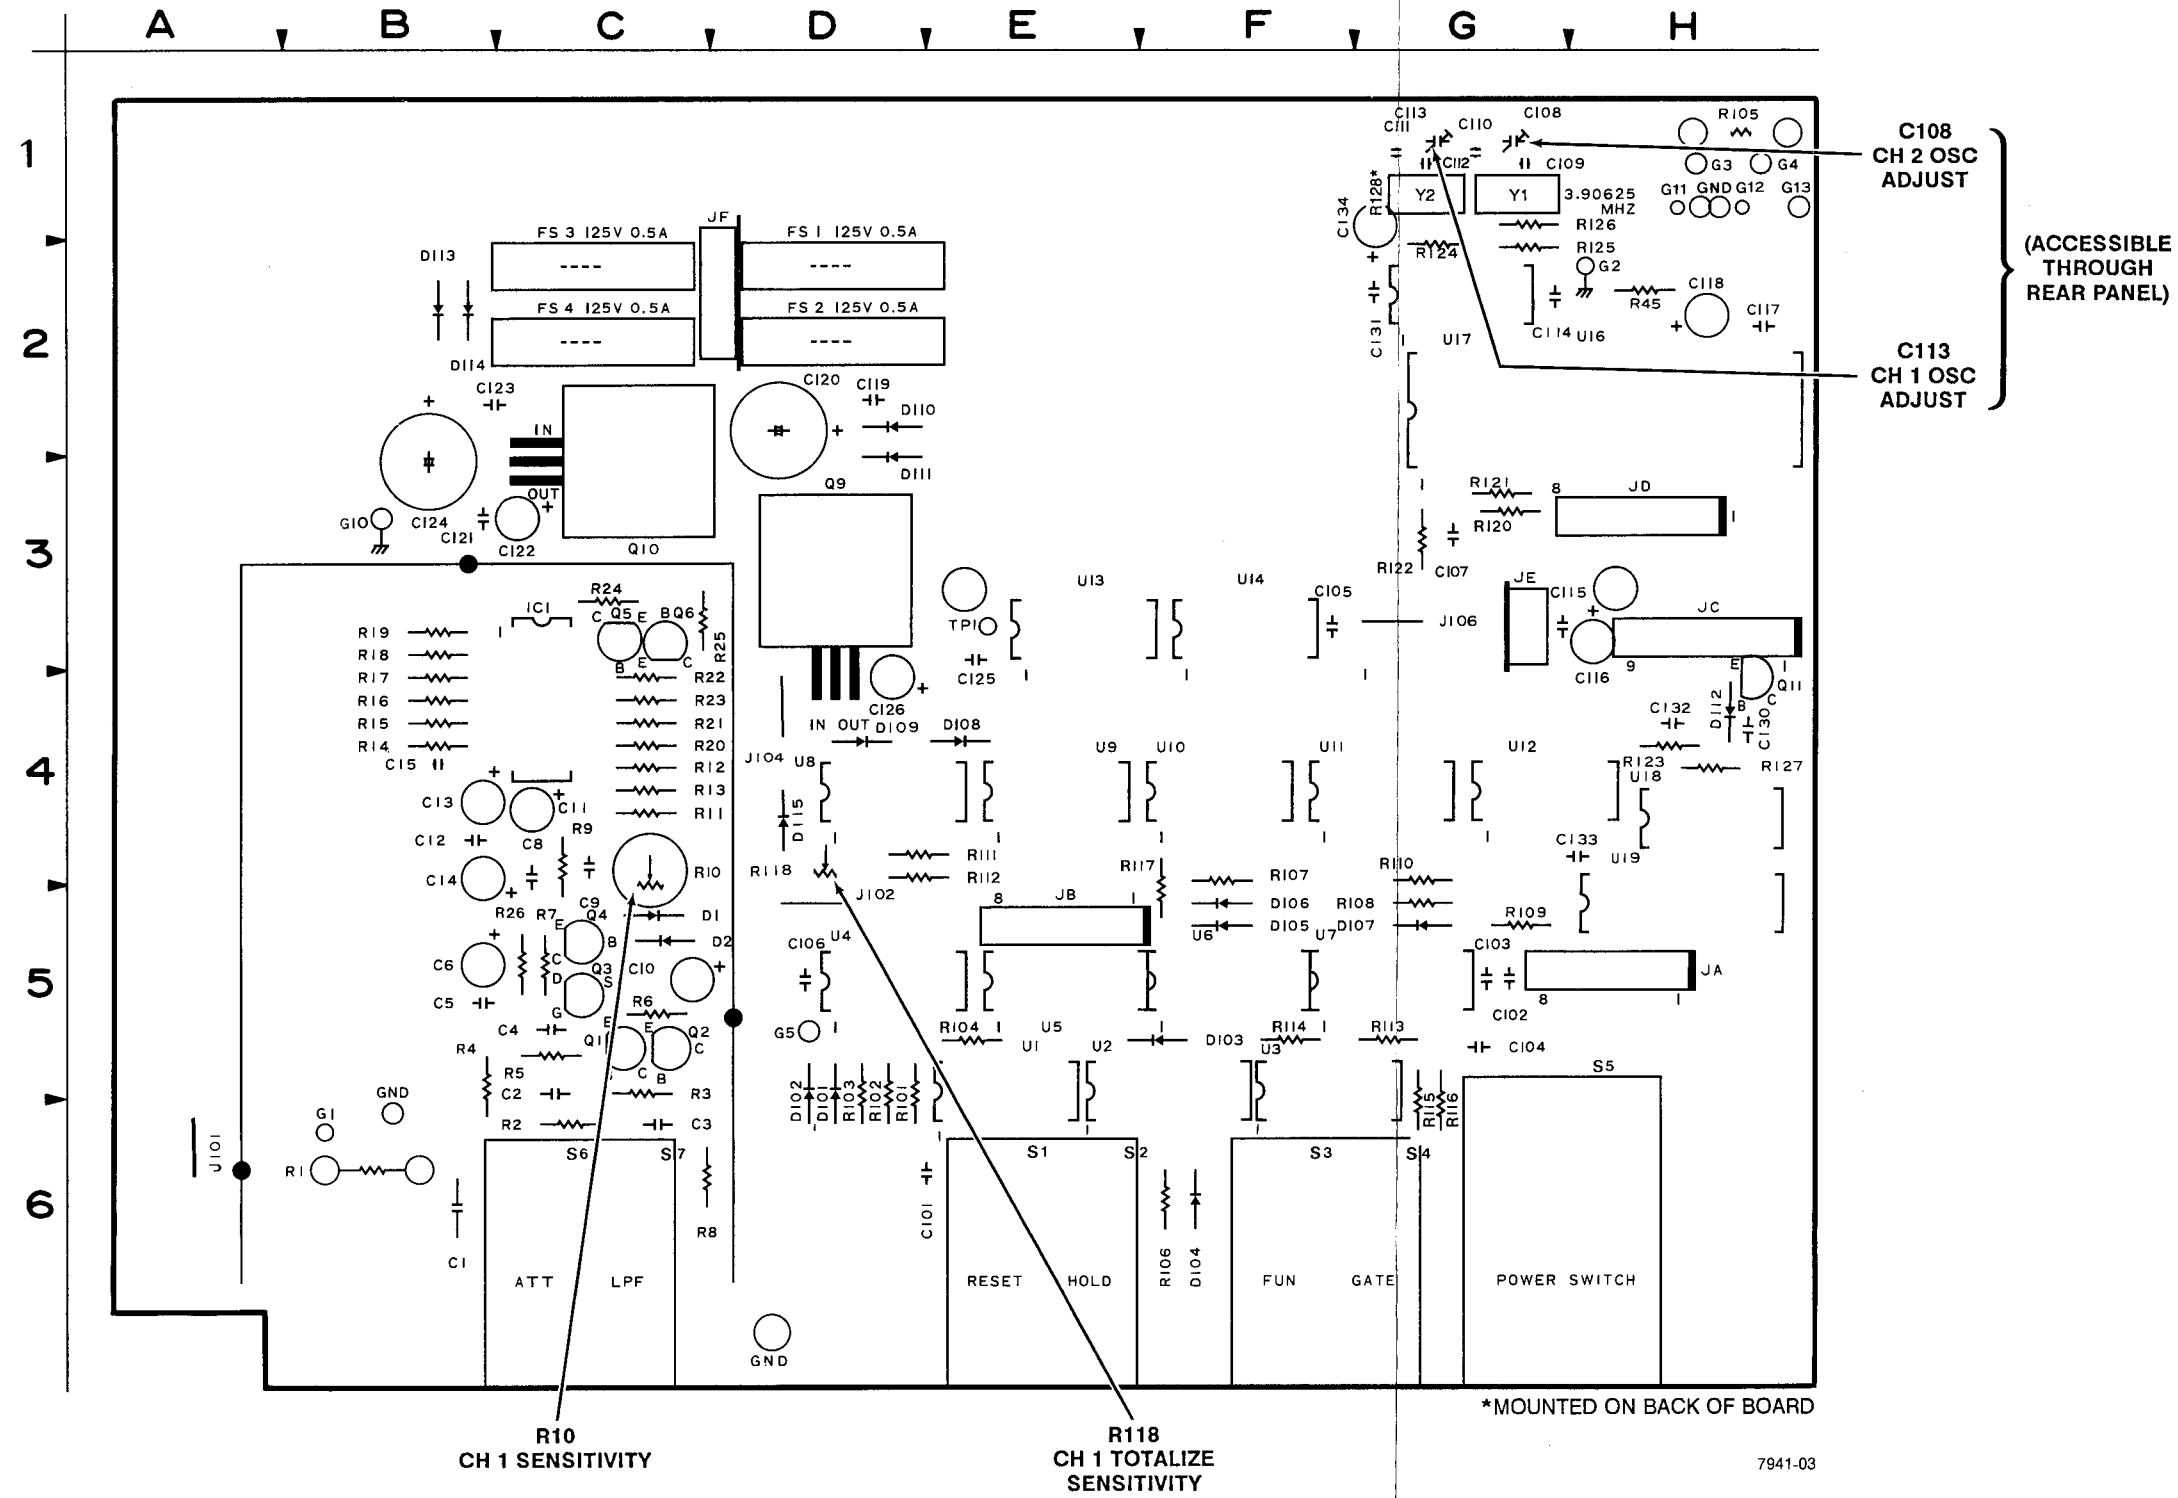 A B C D E F G H
1
C113 C108 R105
C111 C110
C112 C109 G3 G4
C108
CH 2 OSC
ADJUST
R128* Y2 Y1 3.90625
MHZ
G11 GND G12 G13
C134
R126
R124 R125
G2
JF
FS 3 125V 0.5A FS 1 125V 0.5A
---- ----
D113
FS 4 125V 0.5A FS 2 125V 0.5A
---- ----
D114
(ACCESSIBLE
THROUGH
REAR PANEL)
+ R45 C118 + C117
2
C131 U17 C114 U16
C113
CH 1 OSC
ADJUST
C123 C120 C119
+ D110
IN +
D111
OUT Q9
+
G10 C124 C121 C122
Q10
3
R121 8 JD 1
R120
R122 C107
R24 U13 U14 C105 JE C115 JC
IC1 C Q5 E B Q6
TP1 J106 +
R19 1 R25
R18 B E C
R17 R22 C125 C116 9 E 1
R16 R23 C126 + Q11
R15 R21 IN OUT D109 D108 C132 D112 B C C130
R14 R20
C15 R12 J104 U8 U9 U10 U11 U12 R123 R127
U18
4
+ R13
C13 + C11 R11 D115
C12 C8 R9 C133
C14 + R10 R118 R111 R117 R110 U19
R112 R107
J102
R26 R7 C9 D1 8 JB 1 D106 R108 R109
E Q4 B D2 U4 U6 D105 U7 D107
+ C C106 C103
5
C6 D Q3 S C10 + JA
C5 G R6 8 1
C4 E E Q2 G5 R104 U5 R114 R113 C102
R4 Q1 C U1 U2 D103 U3 C104
R5 C B S5
C2 R3 D102 D101 R103 R102 R101 R115 R116
GND
G1 R2 C3
J101
R1 S6 S7 S1 S2 S3 S4
6
C1 R8 C101 R106 D104
ATT LPF RESET HOLD FUN GATE POWER SWITCH
GND
*MOUNTED ON BACK OF BOARD
R10
CH 1 SENSITIVITY
R118
CH 1 TOTALIZE
SENSITIVITY
7941-03